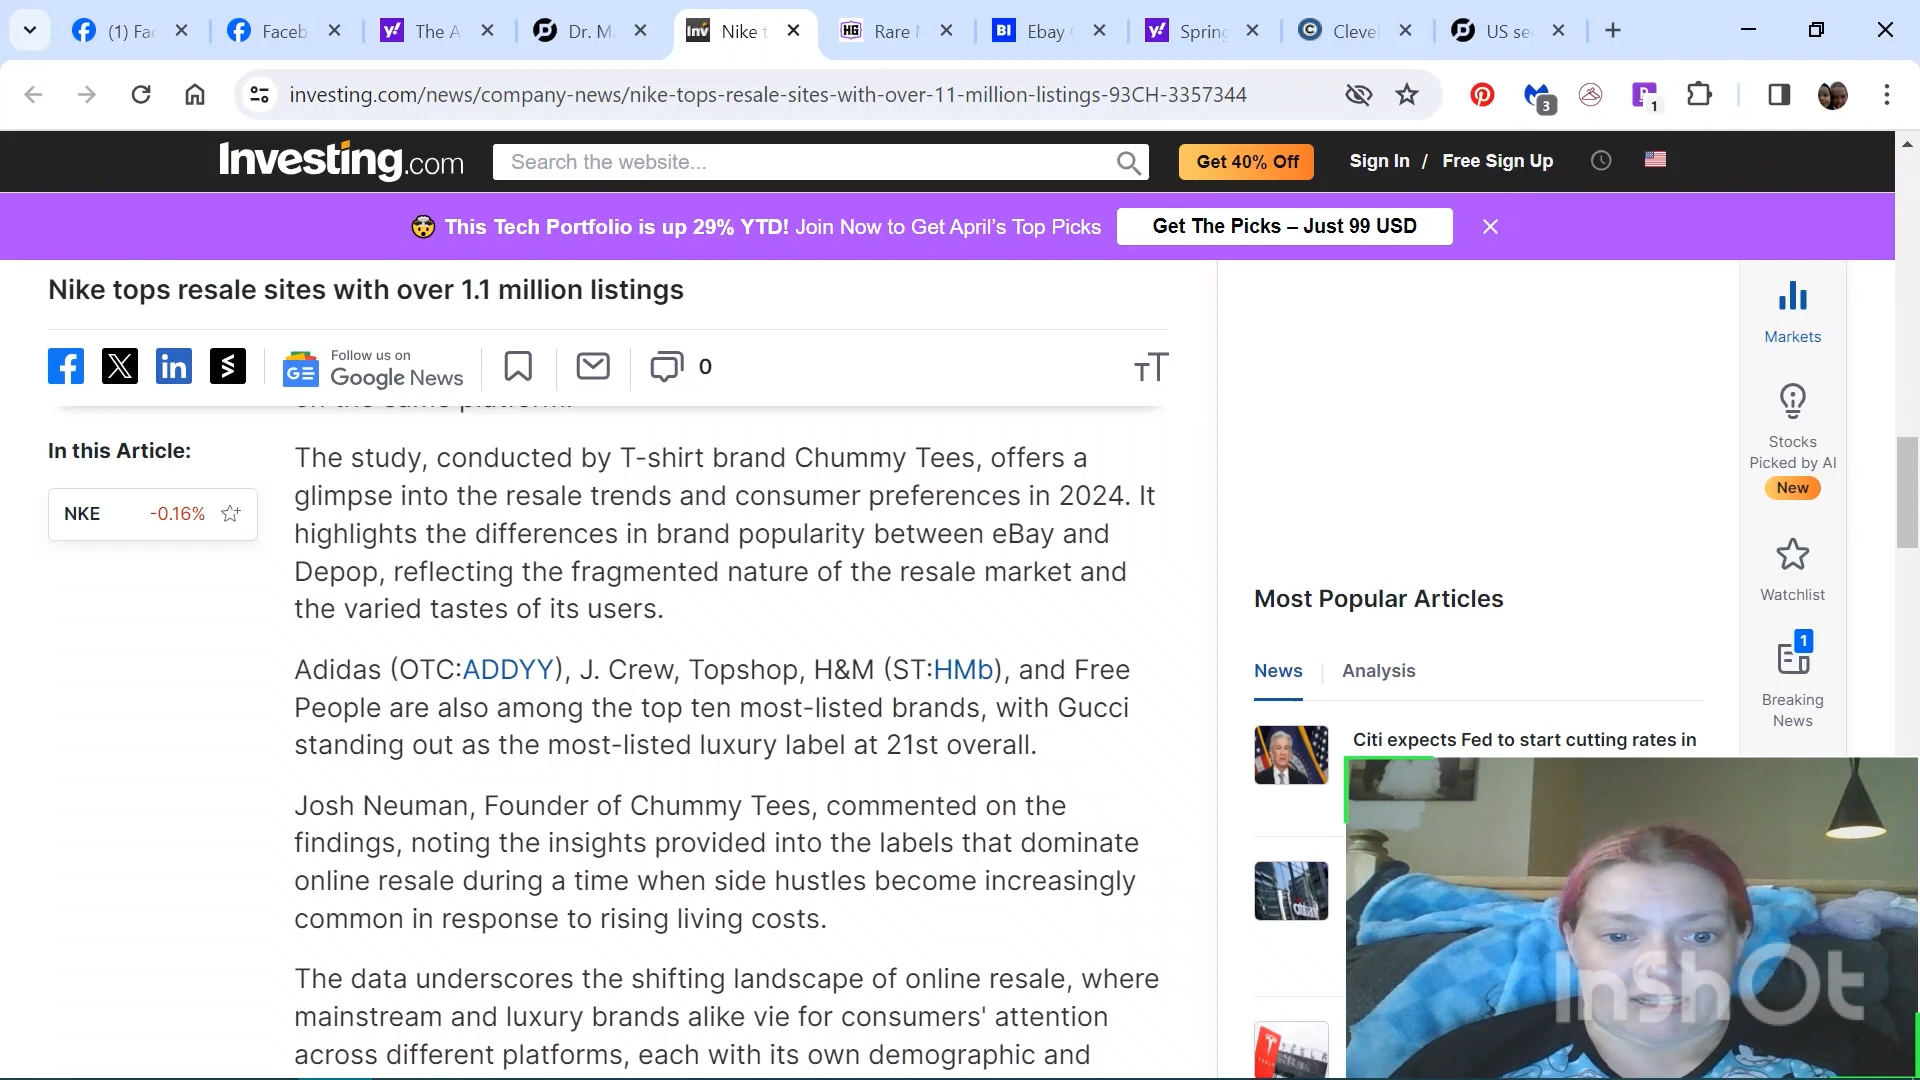 (1) Fac
Faceb
The A
Dr. M
Nike t
Rare
Ebay
Spring
Clevel
US se
investing.com/news/company-news/nike-tops-resale-sites-with-over-11-million-listings-93CH-3357344
3
1
Investing.com
Search the website...
Get 40% Off
Sign In / Free Sign Up
This Tech Portfolio is up 29% YTD! Join Now to Get April's Top Picks
Get The Picks – Just 99 USD
Nike tops resale sites with over 1.1 million listings
Follow us on
Google News
0
TT
In this Article:
NKE -0.16%
The study, conducted by T-shirt brand Chummy Tees, offers a
glimpse into the resale trends and consumer preferences in 2024. It
highlights the differences in brand popularity between eBay and
Depop, reflecting the fragmented nature of the resale market and
the varied tastes of its users.
Adidas (OTC:ADDYY), J. Crew, Topshop, H&M (ST:HMb), and Free
People are also among the top ten most-listed brands, with Gucci
standing out as the most-listed luxury label at 21st overall.
Josh Neuman, Founder of Chummy Tees, commented on the
findings, noting the insights provided into the labels that dominate
online resale during a time when side hustles become increasingly
common in response to rising living costs.
The data underscores the shifting landscape of online resale, where
mainstream and luxury brands alike vie for consumers' attention
across different platforms, each with its own demographic and
Most Popular Articles
News
Analysis
Citi expects Fed to start cutting rates in
Markets
Stocks
Picked by AI
New
Watchlist
1
Breaking
News
InShOt